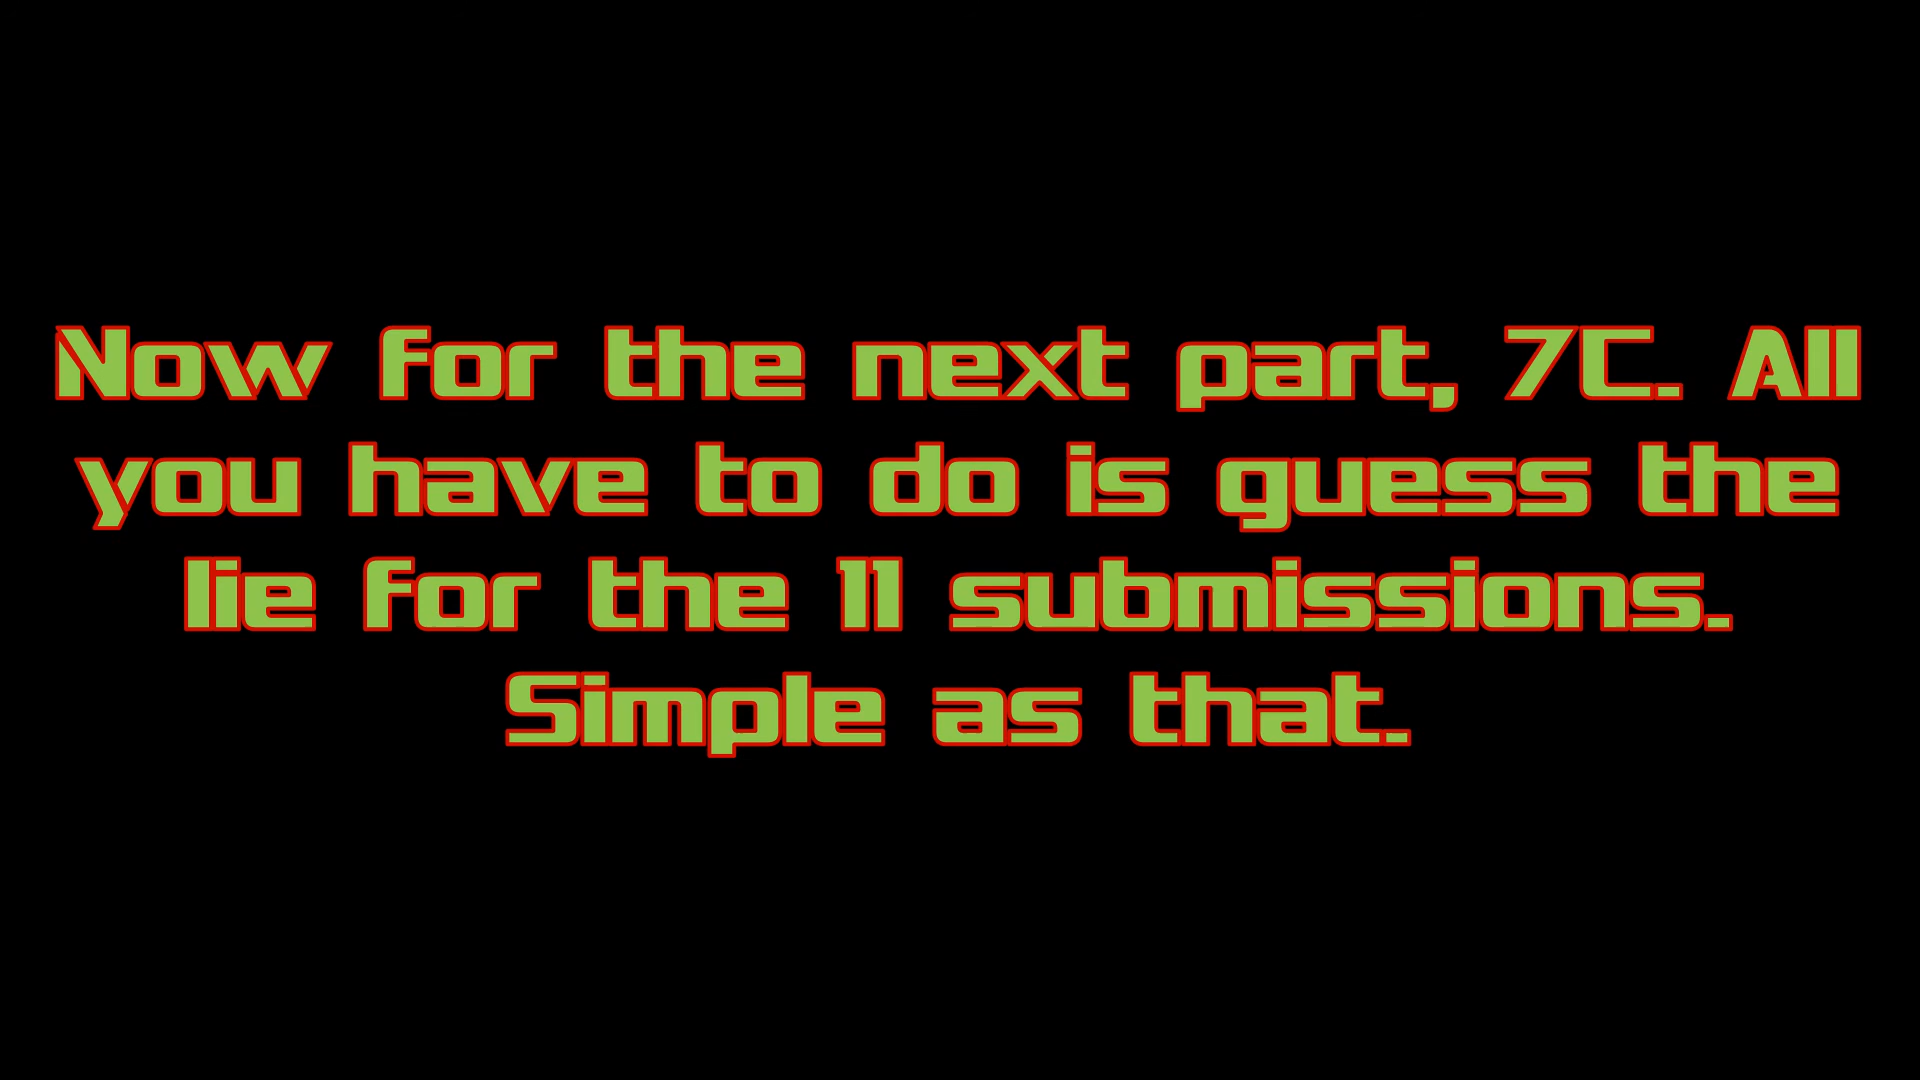 Now for the next part, 7C. All
you have to do is guess the
lie for the 11 submissions.
Simple as that.